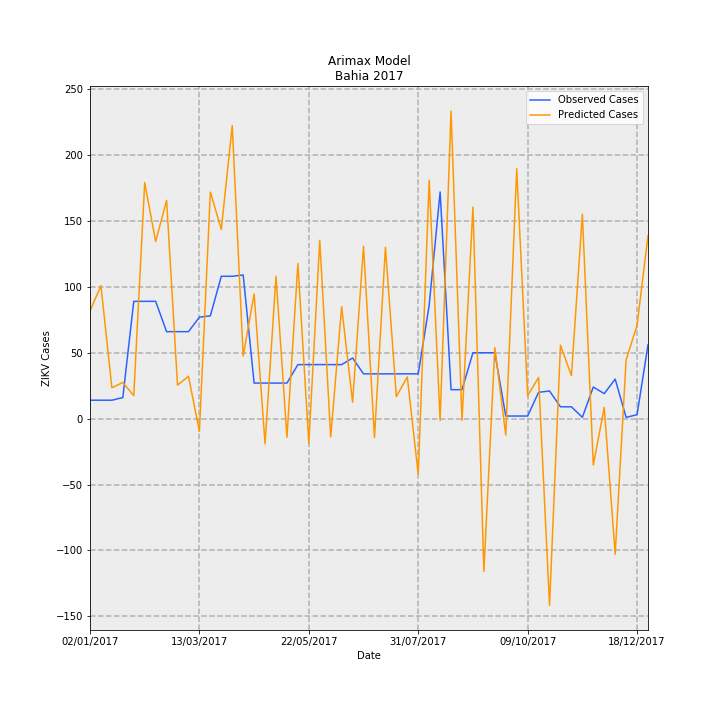 Arimax Model
Bahia 2017
Observed Cases
Predicted Cases
250
200
150
100
50
0
−50
−100
−150
ZIKV Cases
02/01/2017 13/03/2017 22/05/2017 31/07/2017 09/10/2017 18/12/2017
Date